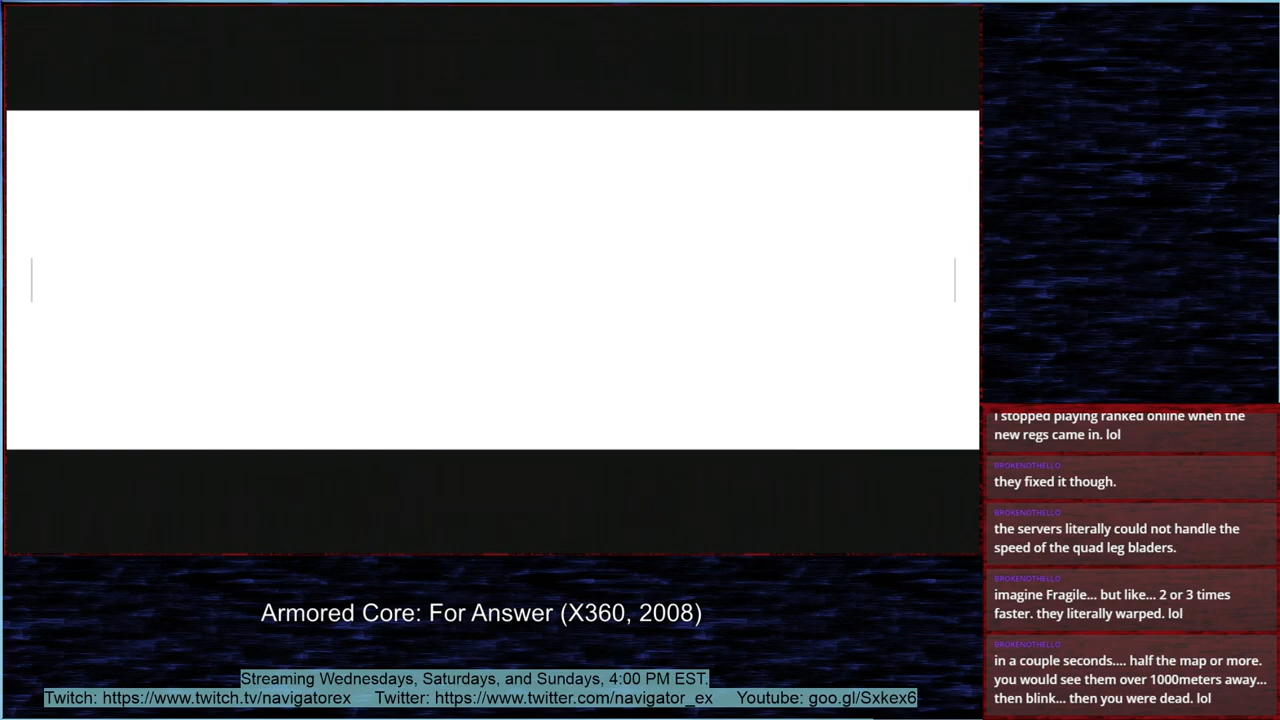 I stopped playing ranked online when the
new regs came in. lol
BROKENOTHELLO
they fixed it though.
BROKENOTHELLO
the servers literally could not handle the
speed of the quad leg bladers.
BROKENOTHELLO
imagine Fragile... but like... 2 or 3 times
faster. they literally warped. lol
BROKENOTHELLO
in a couple seconds.... half the map or more.
you would see them over 1000meters away...
then blink... then you were dead. lol
Armored Core: For Answer (X360, 2008)
Streaming Wednesdays, Saturdays, and Sundays, 4:00 PM EST.
Twitch: https://www.twitch.tv/navigatorex Twitter: https://www.twitter.com/navigator_ex Youtube: goo.gl/Sxkex6